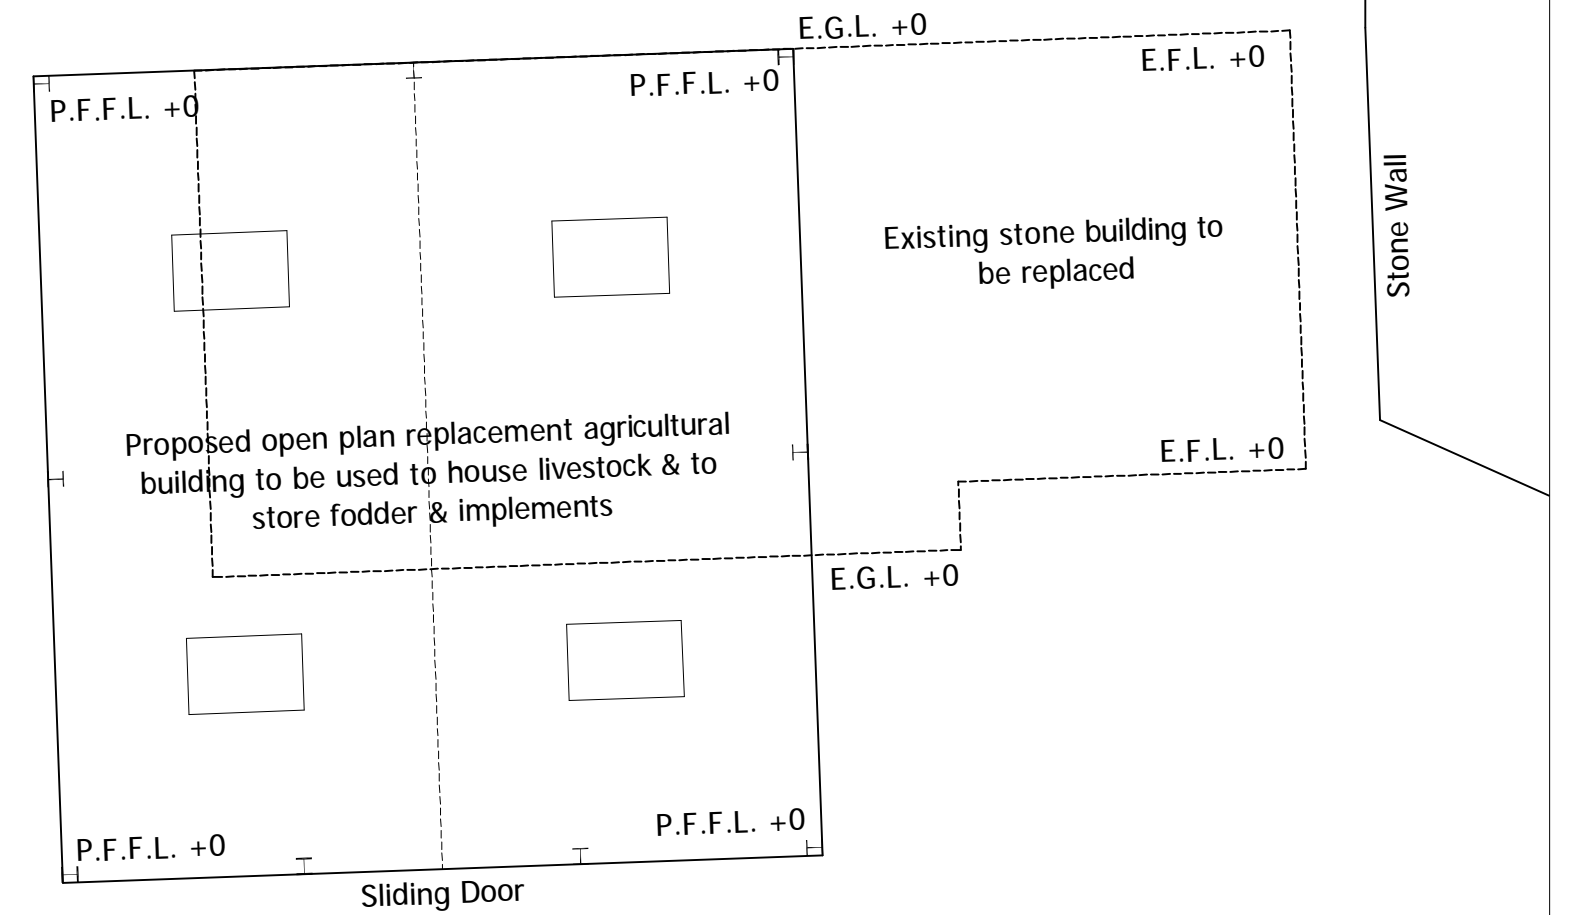 E.G.L. +0
E.F.L. +0
P.F.F.L. +0
P.F.F.L. +0
Stone Wall
Existing stone building to
be replaced
Proposed open plan replacement agricultural
building to be used to house livestock & to
store fodder & implements
E.F.L. +0
E.G.L. +0
P.F.F.L. +0
P.F.F.L. +0
Sliding Door